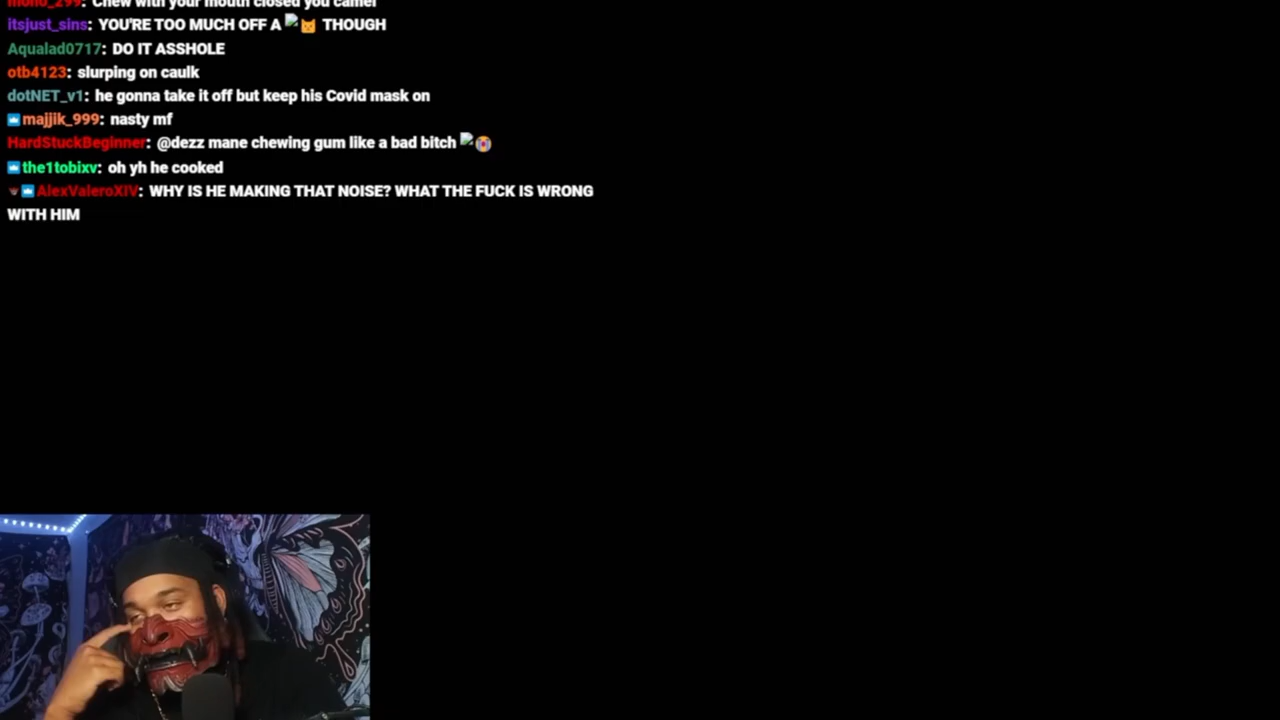 mono_299: Chew with your mouth closed you camel
itsjust_sins: YOU'RE TOO MUCH OFF A THOUGH
Aqualad0717: DO IT ASSHOLE
otb4123: slurping on caulk
dotNET_v1: he gonna take it off but keep his Covid mask on
majjik_999: nasty mf
HardStuckBeginner: @dezz mane chewing gum like a bad bitch
the1tobixv: oh yh he cooked
AlexValeroXIV: WHY IS HE MAKING THAT NOISE? WHAT THE FUCK IS WRONG
WITH HIM